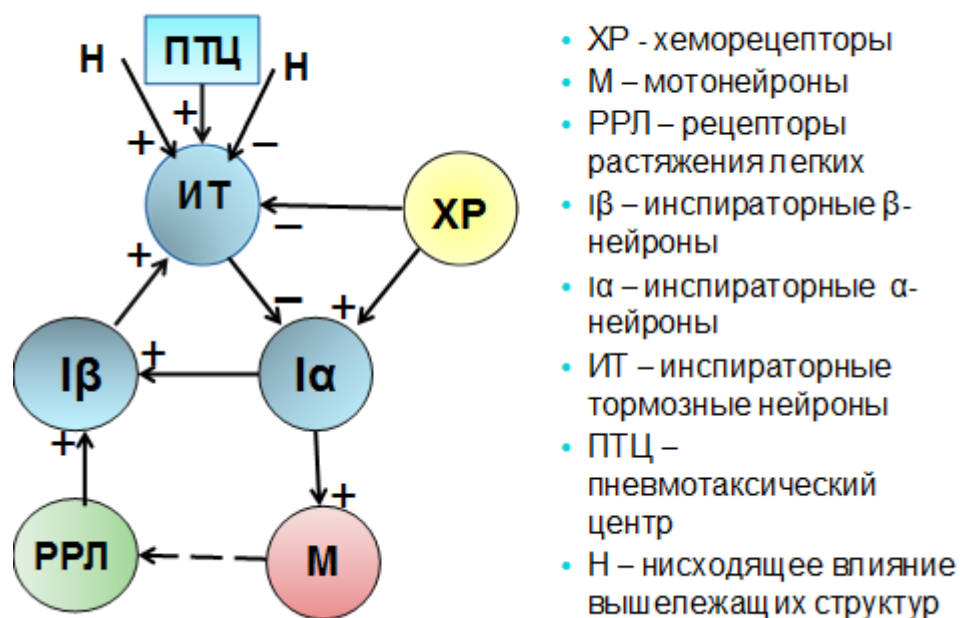 Н ПТЦ Н
+ + –
ИТ
– ХР
+ – +
Iβ + Iα
+ +
РРЛ М
• ХР - хеморецепторы
• М – мотонейроны
• РРЛ – рецепторы
растяжения легких
• Iβ – инспираторные β-
нейроны
• Iα – инспираторные α-
нейроны
• ИТ – инспираторные
тормозные нейроны
• ПТЦ –
пневмотаксический
центр
• Н – нисходящее влияние
вышележащих структур